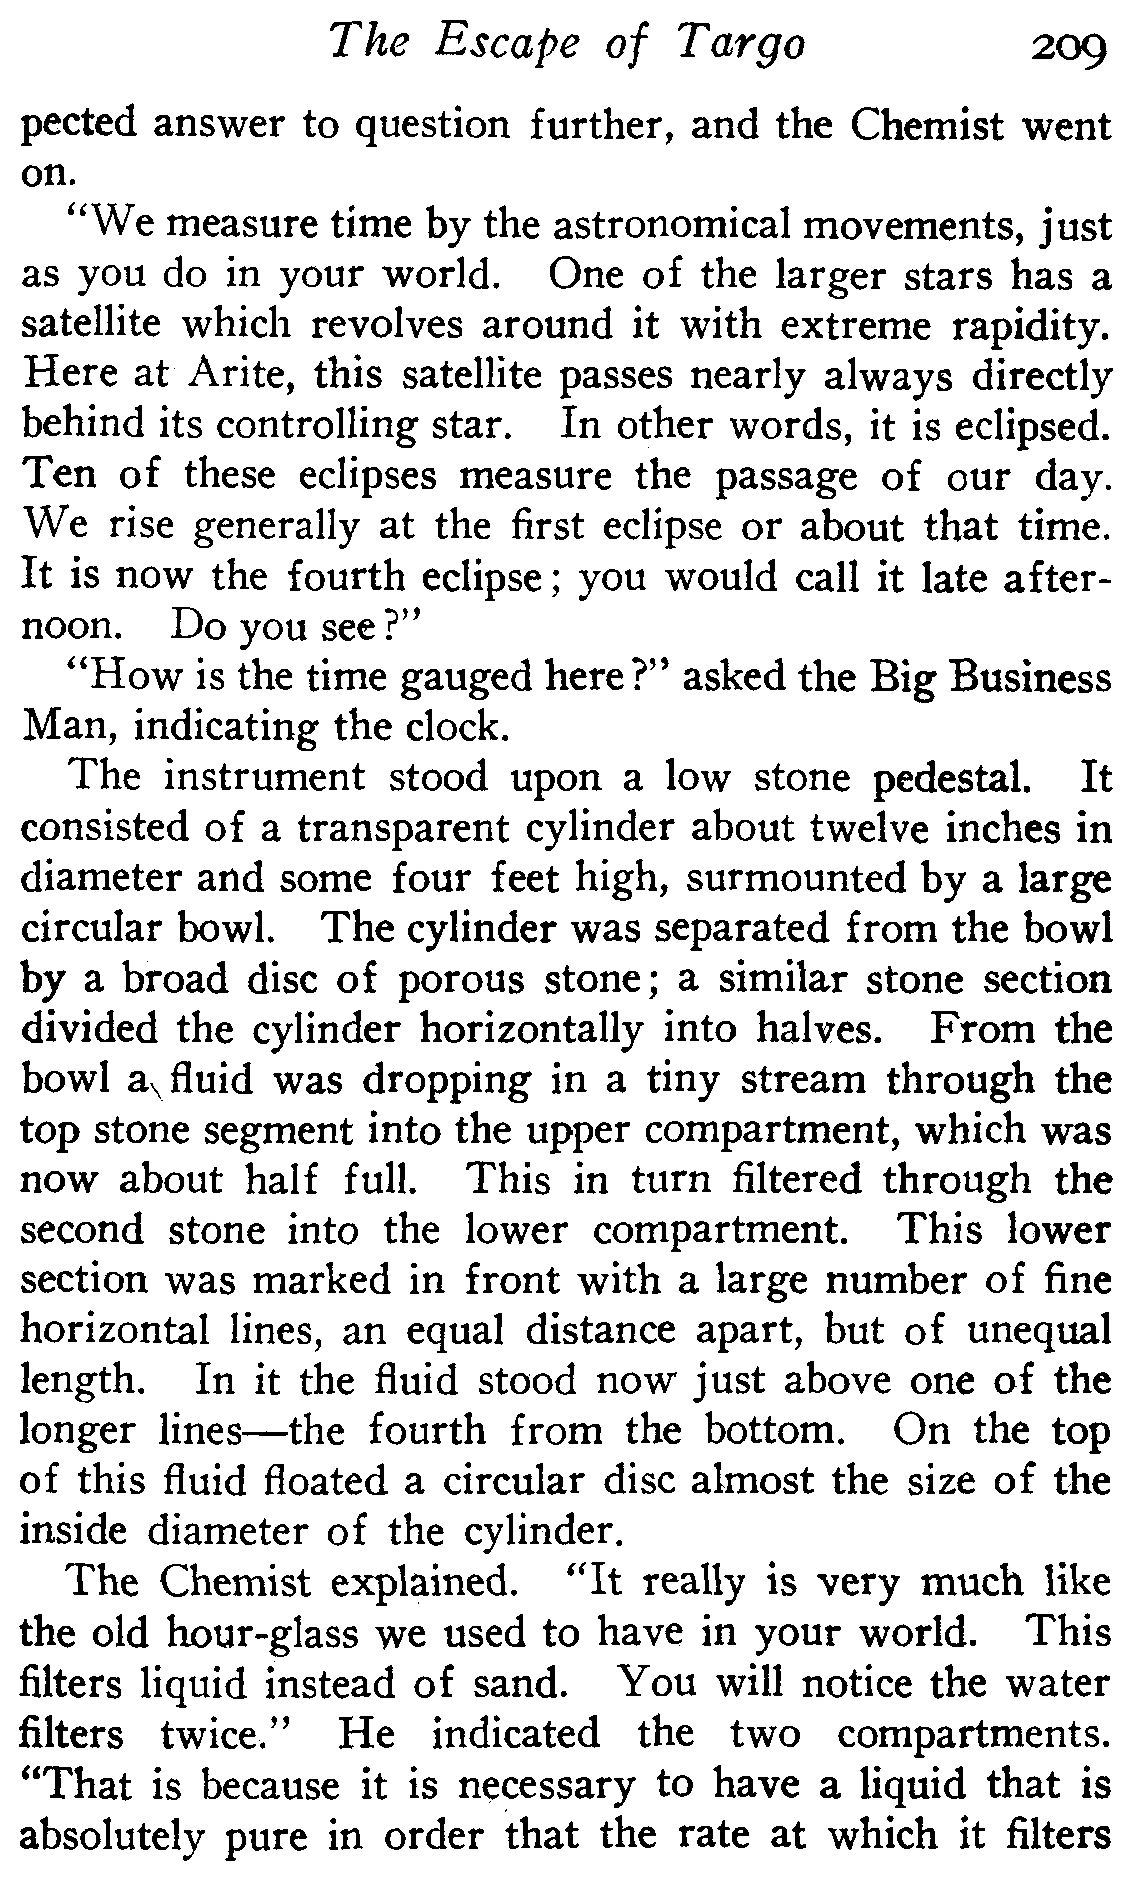 The Escape of Targo 209
pected answer to question further, and the Chemist went
on.
"We measure time by the astronomical movements, just
as you do in your world. One of the larger stars has a
satellite which revolves around it with extreme rapidity.
Here at Arite, this satellite passes nearly always directly
behind its controlling star. In other words, it is eclipsed.
Ten of these eclipses measure the passage of our day.
We rise generally at the first eclipse or about that time.
It is now the fourth eclipse; you would call it late after-
noon. Do you see?"
"How is the time gauged here?" asked the Big Business
Man, indicating the clock.
The instrument stood upon a low stone pedestal. It
consisted of a transparent cylinder about twelve inches in
diameter and some four feet high, surmounted by a large
circular bowl. The cylinder was separated from the bowl
by a broad disc of porous stone; a similar stone section
divided the cylinder horizontally into halves. From the
bowl a fluid was dropping in a tiny stream through the
top stone segment into the upper compartment, which was
now about half full. This in turn filtered through the
second stone into the lower compartment. This lower
section was marked in front with a large number of fine
horizontal lines, an equal distance apart, but of unequal
length. In it the fluid stood now just above one of the
longer lines—the fourth from the bottom. On the top
of this fluid floated a circular disc almost the size of the
inside diameter of the cylinder.
The Chemist explained. "It really is very much like
the old hour-glass we used to have in your world. This
filters liquid instead of sand. You will notice the water
filters twice." He indicated the two compartments.
"That is because it is necessary to have a liquid that is
absolutely pure in order that the rate at which it filters